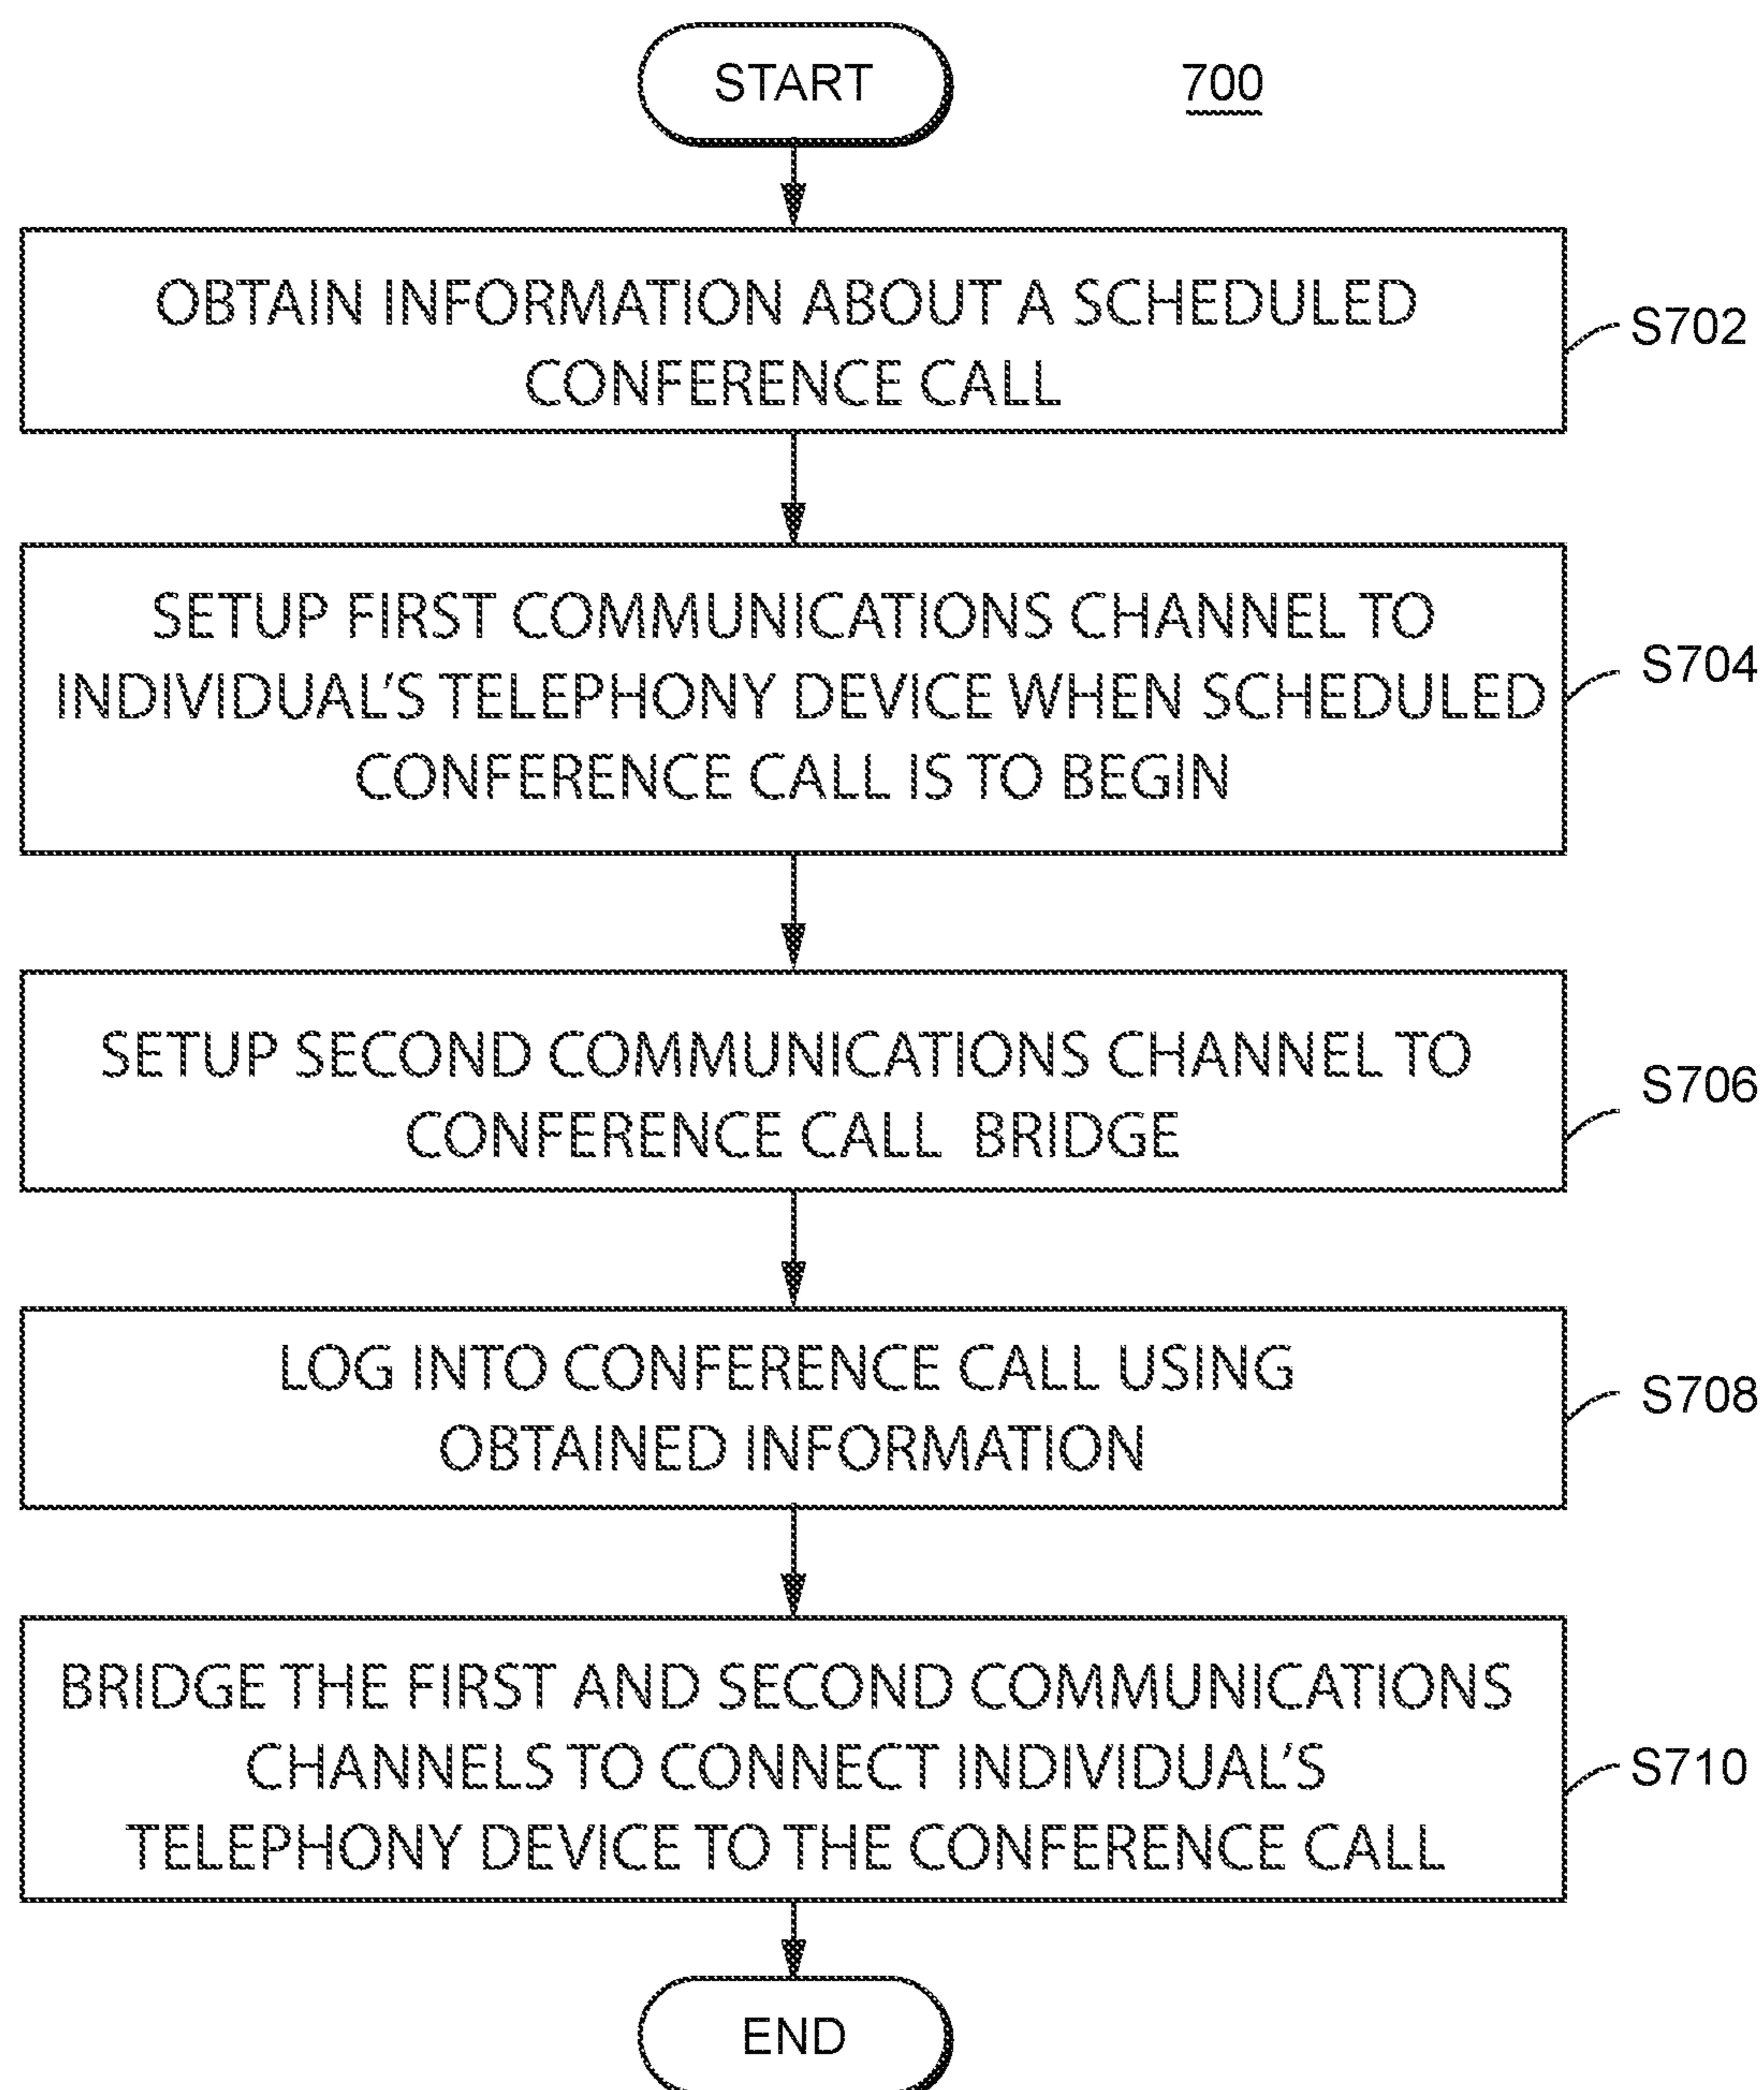 START
700
OBTAIN INFORMATION ABOUT A SCHEDULED
CONFERENCE CALL
S702
SETUP FIRST COMMUNICATIONS CHANNEL TO
INDIVIDUAL'S TELEPHONY DEVICE WHEN SCHEDULED
CONFERENCE CALL IS TO BEGIN
S704
SETUP SECOND COMMUNICATIONS CHANNEL TO
CONFERENCE CALL BRIDGE
S706
LOG INTO CONFERENCE CALL USING
OBTAINED INFORMATION
S708
BRIDGE THE FIRST AND SECOND COMMUNICATIONS
CHANNELS TO CONNECT INDIVIDUAL'S
TELEPHONY DEVICE TO THE CONFERENCE CALL
S710
END